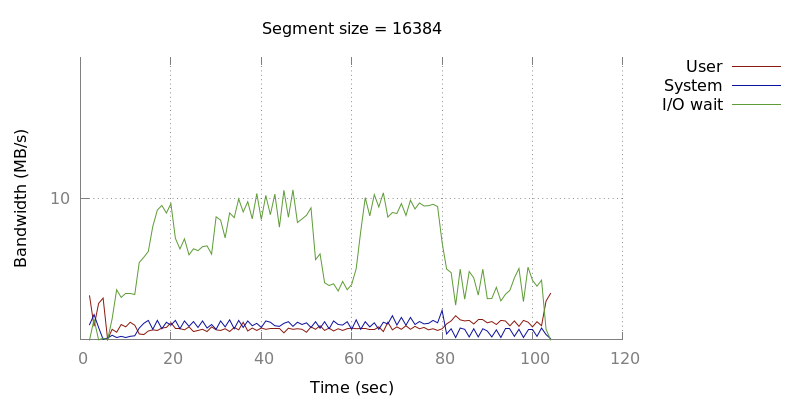 Segment size = 16384
User
System
I/O wait
Bandwidth (MB/s)
10
0 20 40 60 80 100 120
Time (sec)